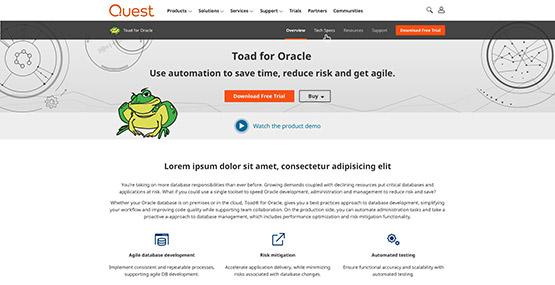 Quest
Products Solutions Services Support Trials Partners Communities
Toad for Oracle
Overview Tech Specs Resources Support Download Free Trial
Toad for Oracle
Use automation to save time, reduce risk and get agile.
Download Free Trial Buy
Watch the product demo
Lorem ipsum dolor sit amet, consectetur adipisicing elit
You're taking on more database responsibilities than ever before. Growing demands coupled with declining resources put critical databases and
applications at risk. What if you could use a single toolset to speed Oracle development, administration and management to reduce risk and save?
Whether your Oracle database is on premises or in the cloud, Toad® for Oracle, gives you a best practices approach to database development, simplifying
your workflow and improving code quality while supporting team collaboration. On the production side, you can automate administration tasks and take a
proactive approach to database management, which includes performance optimization and risk mitigation functionality.
Agile database development
Implement consistent and repeatable processes,
supporting agile DB development.
Risk mitigation
Accelerate application delivery, while minimizing
risks associated with database changes.
Automated testing
Ensure functional accuracy and scalability with
automated testing.